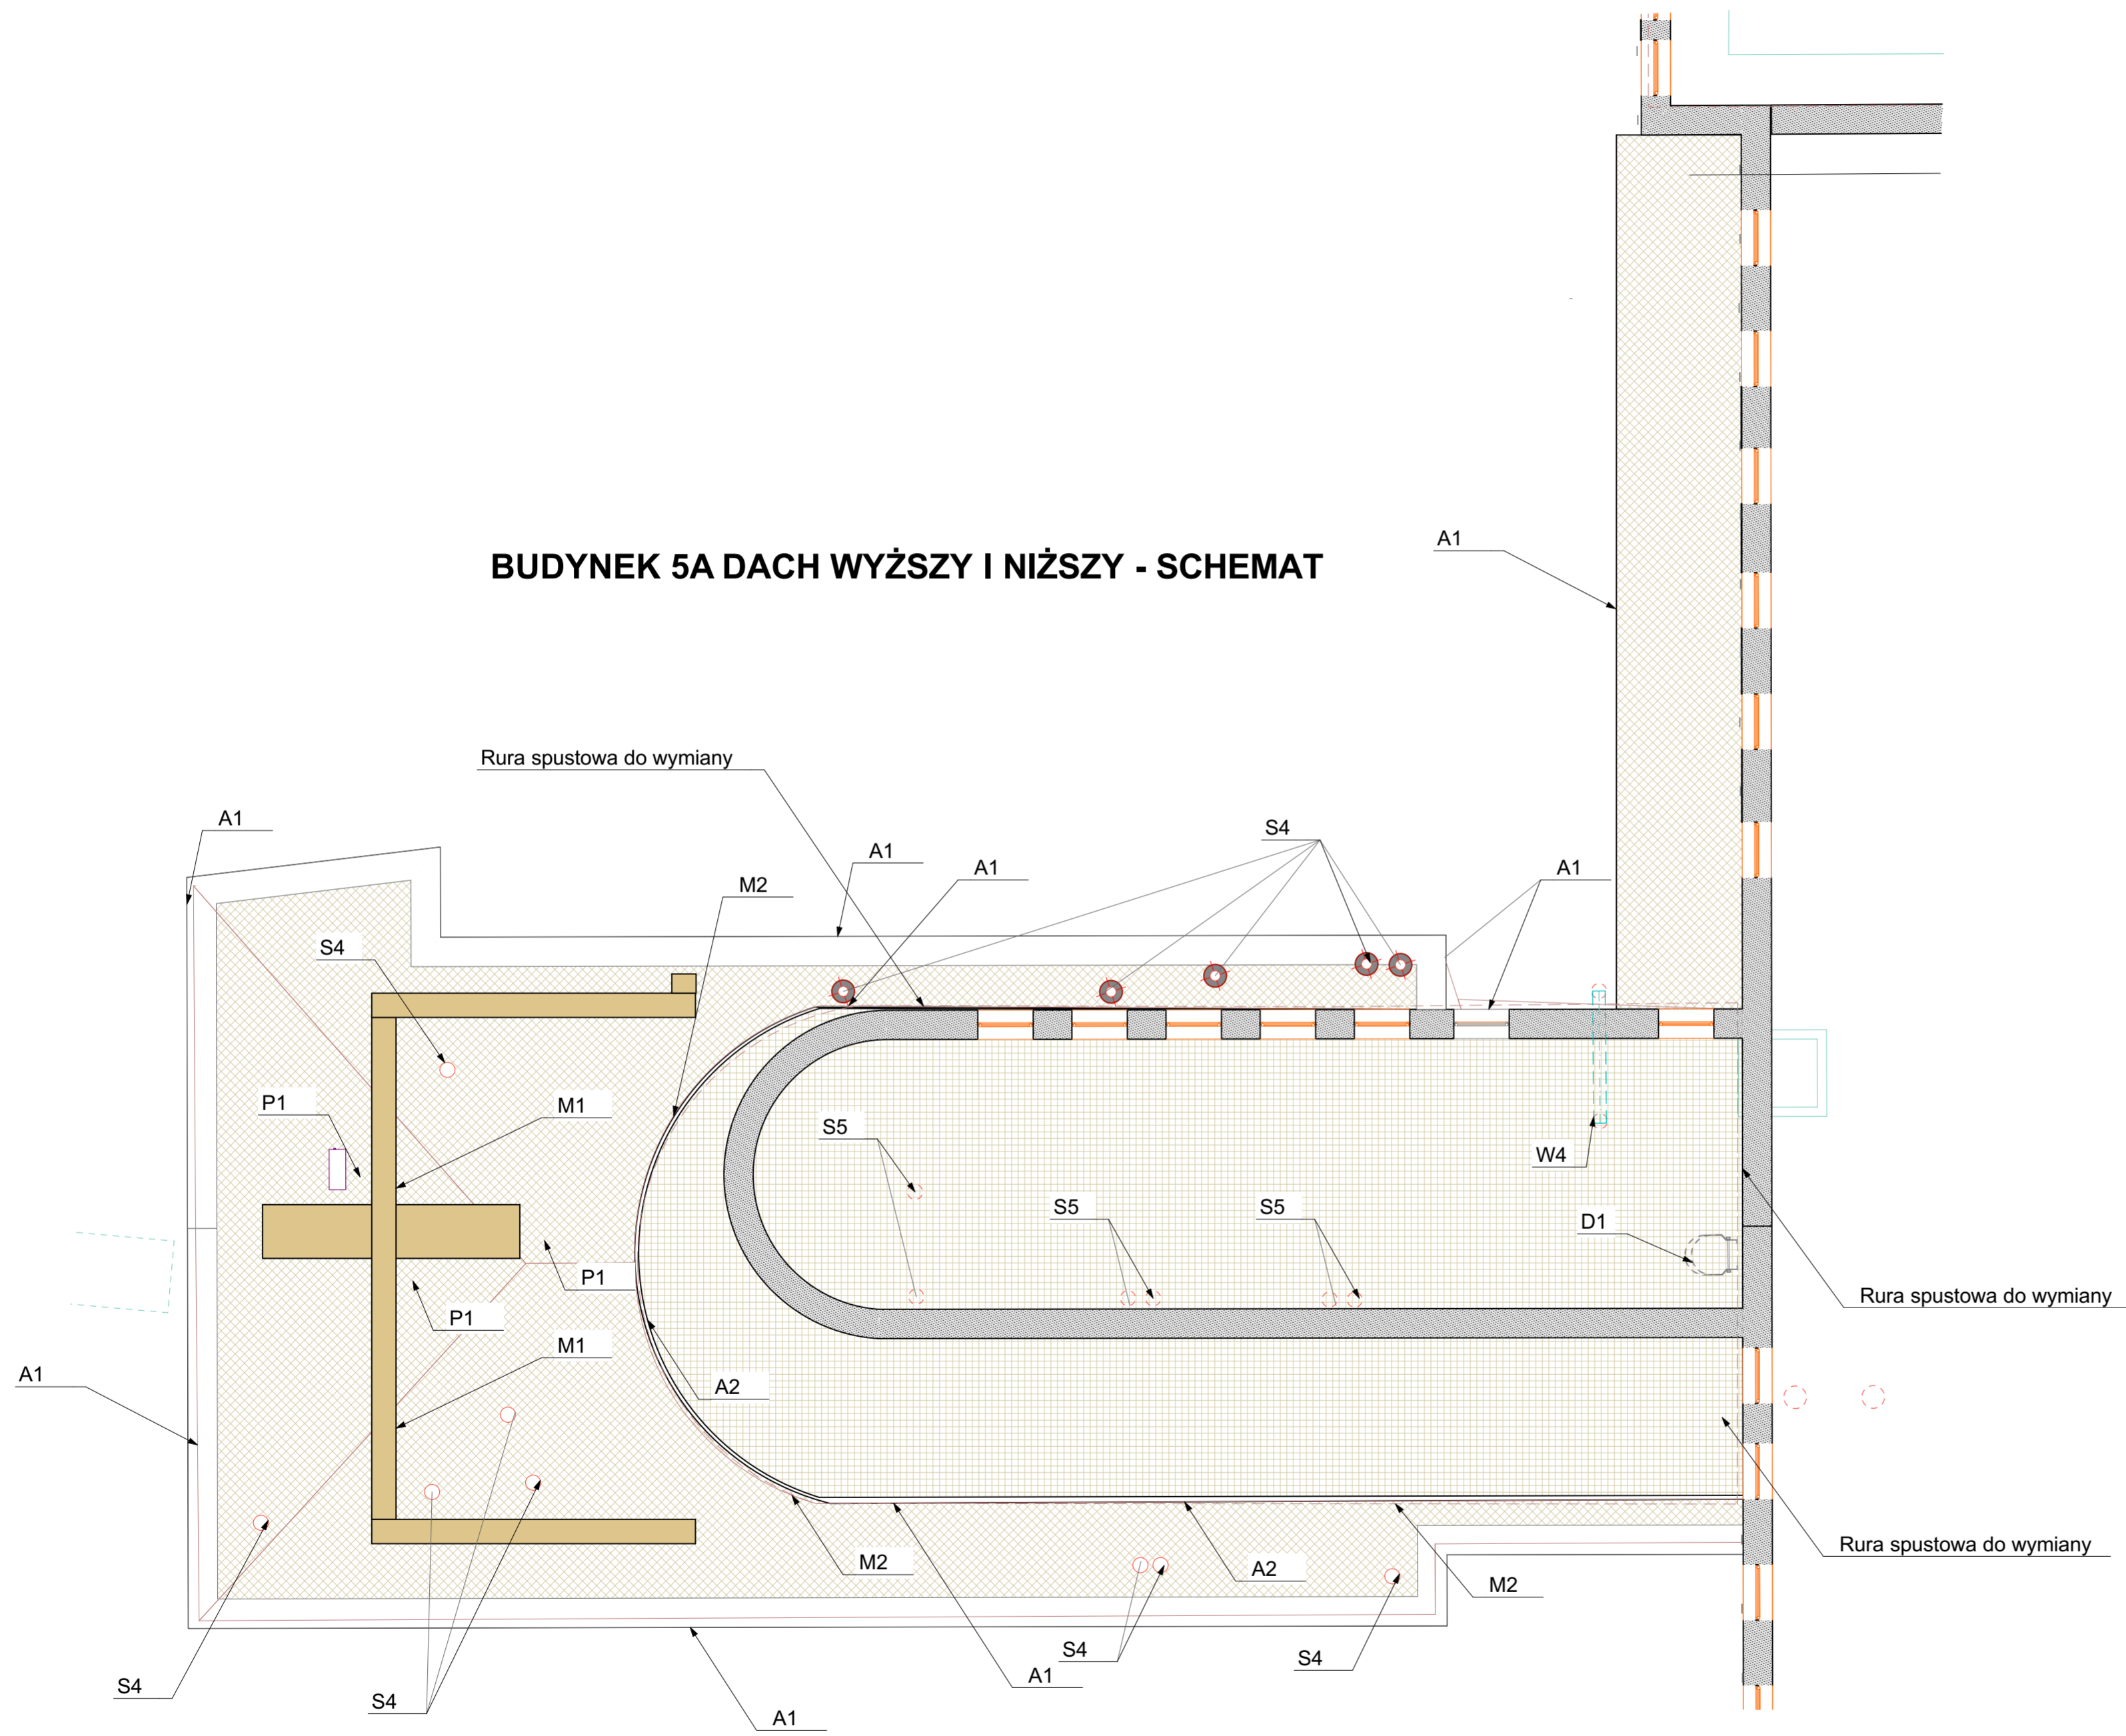 A1
BUDYNEK 5A DACH WYŻSZY I NIŻSZY - SCHEMAT
Rura spustowa do wymiany
A1
S4
A1
A1
A1
M2
S4
P1
M1
S5
W4
S5
S5
D1
P1
Rura spustowa do wymiany
P1
M1
A1
A2
Rura spustowa do wymiany
M2
A2
M2
S4
S4
A1
S4
S4
A1